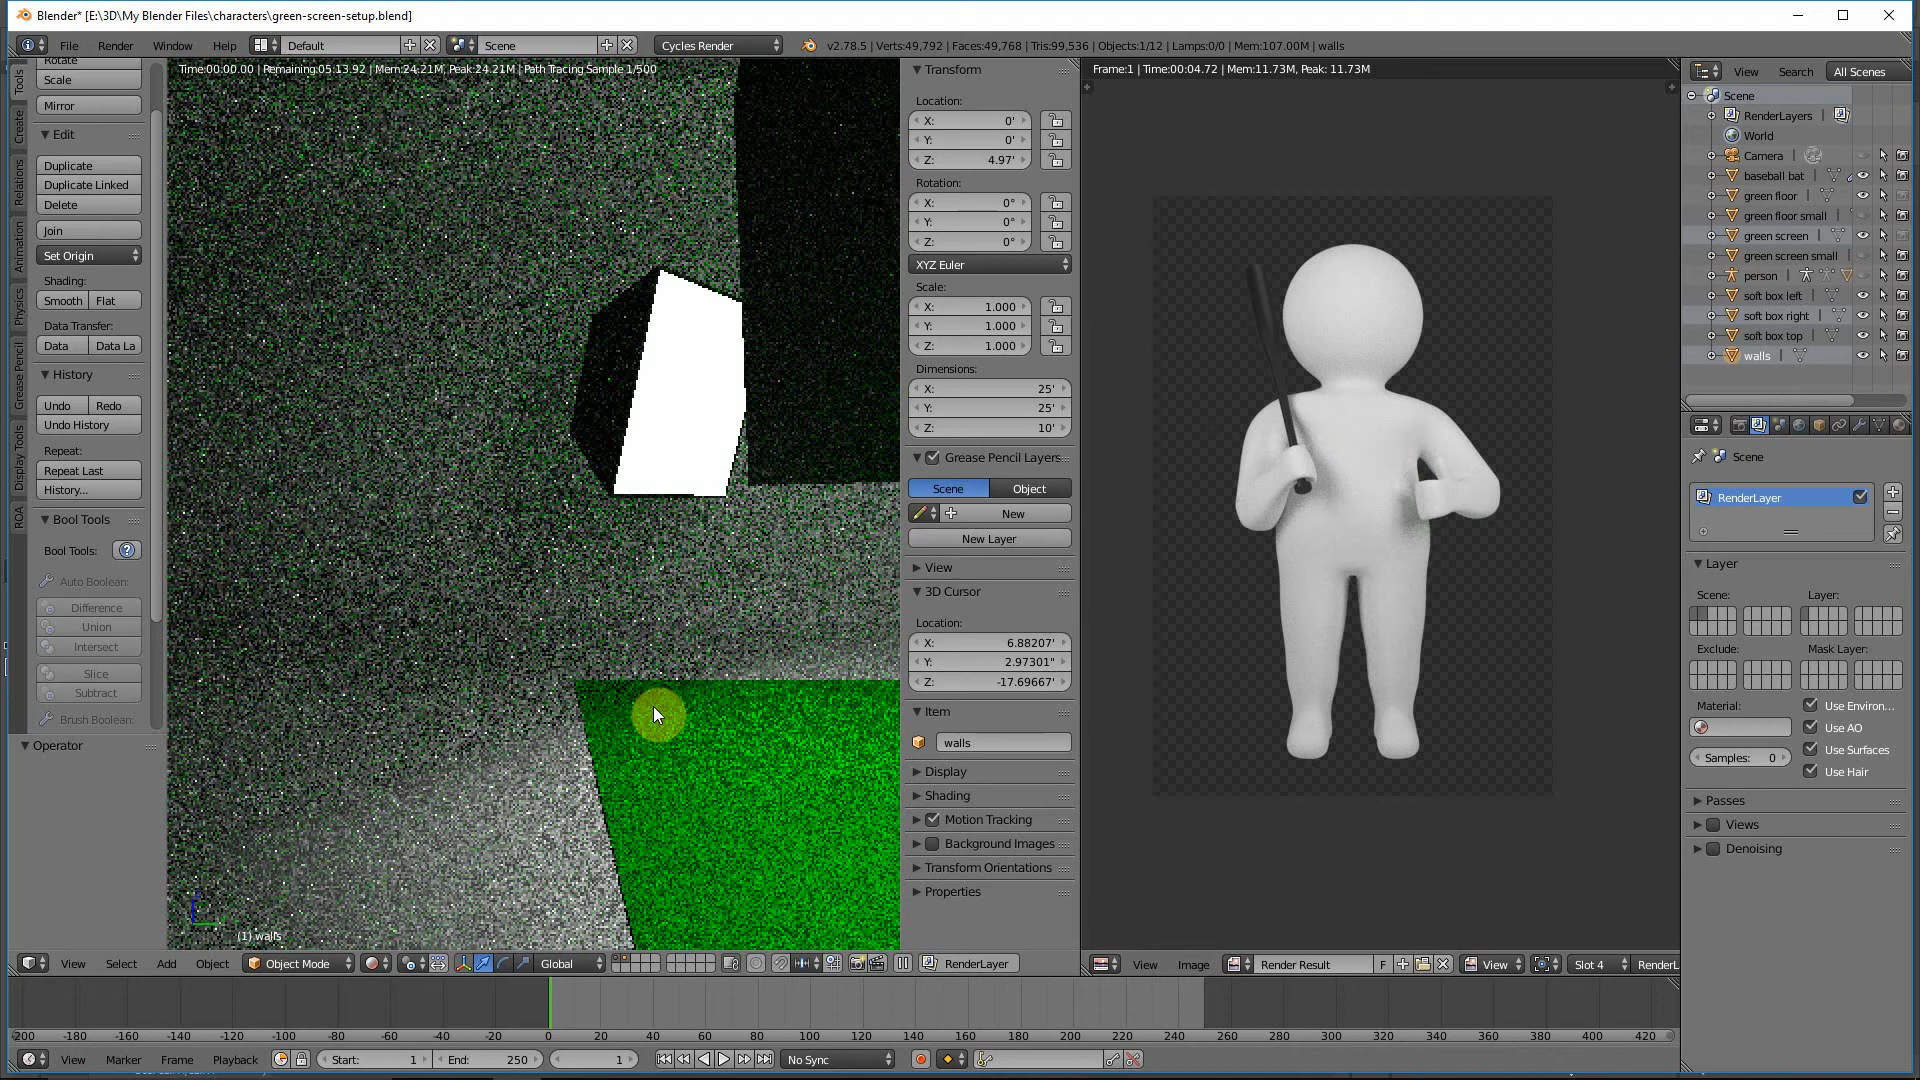 Blender* [E:\3D\My Blender Files\characters\green-screen-setup.blend]
File Render Window Help Default Scene Cycles Render v2.78.5 | Verts:49,792 | Faces:49,768 | Tris:99,536 | Objects:1/12 | Lamps:0/0 | Mem:107.00M | walls
Time:00:00.00 | Remaining:05:13.92 | Mem:24.21M, Peak:24.21M | Path Tracing Sample 1/500
Tools
Create
Relations
Animation
Physics
Grease Pencil
Display Tools
ROA
Rotate
Scale
Mirror
Edit
Duplicate
Duplicate Linked
Delete
Join
Set Origin
Shading:
Smooth Flat
Data Transfer:
Data Data La
History
Undo Redo
Undo History
Repeat:
Repeat Last
History...
Bool Tools
Bool Tools:
Auto Boolean:
Difference
Union
Intersect
Slice
Subtract
Brush Boolean:
Operator
(1) walls
Transform
Location:
X: 0'
Y: 0'
Z: 4.97'
Rotation:
X: 0°
Y: 0°
Z: 0°
XYZ Euler
Scale:
X: 1.000
Y: 1.000
Z: 1.000
Dimensions:
X: 25'
Y: 25'
Z: 10'
Grease Pencil Layers
Scene Object
New
New Layer
View
3D Cursor
Location:
X: 6.88207'
Y: 2.97301"
Z: -17.69667'
Item
walls
Display
Shading
Motion Tracking
Background Images
Transform Orientations
Properties
Frame:1 | Time:00:04.72 | Mem:11.73M, Peak: 11.73M
View Search All Scenes
Scene
RenderLayers
World
Camera
baseball bat
green floor
green floor small
green screen
green screen small
person
soft box left
soft box right
soft box top
walls
Scene
RenderLayer
Layer
Scene: Layer:
Exclude: Mask Layer:
Material: Use Environ...
Use AO
Samples: 0 Use Surfaces
Use Hair
Passes
Views
Denoising
View Select Add Object Object Mode Global RenderLayer
View Image Render Result F View Slot 4 RenderL
-200 -180 -160 -140 -120 -100 -80 -60 -40 -20 0 20 40 60 80 100 120 140 160 180 200 220 240 260 280 300 320 340 360 380 400 420
View Marker Frame Playback Start: 1 End: 250 1 No Sync